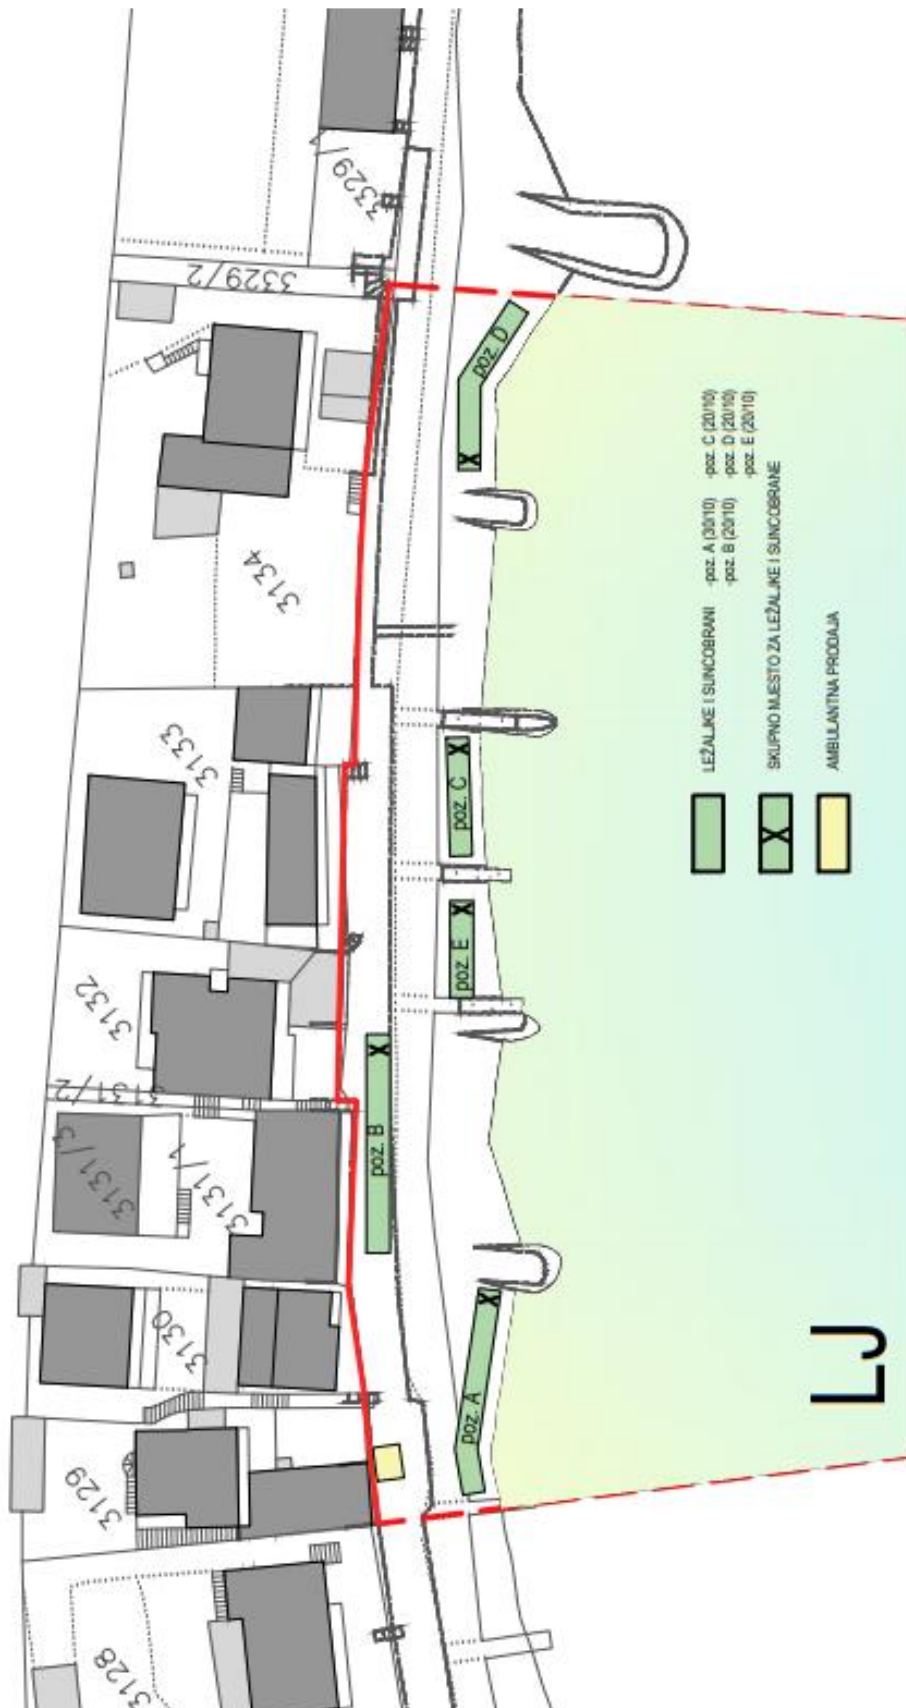 3329/
3329/2
3134
3133
3132
3131/2
3131/3
3131/1
3130
3129
3128
poz. D
poz. C
poz. E
poz. B
poz. A
X
X
X
X
X
LEŽALJKE I SUNCOBRANI -poz. A (30/10) -poz. C (20/10)
-poz. B (20/10) -poz. D (20/10)
-poz. E (20/10)
X SKUPNO MJESTO ZA LEŽALJKE I SUNCOBRANE
AMBULANTNA PRODAJA
LJ